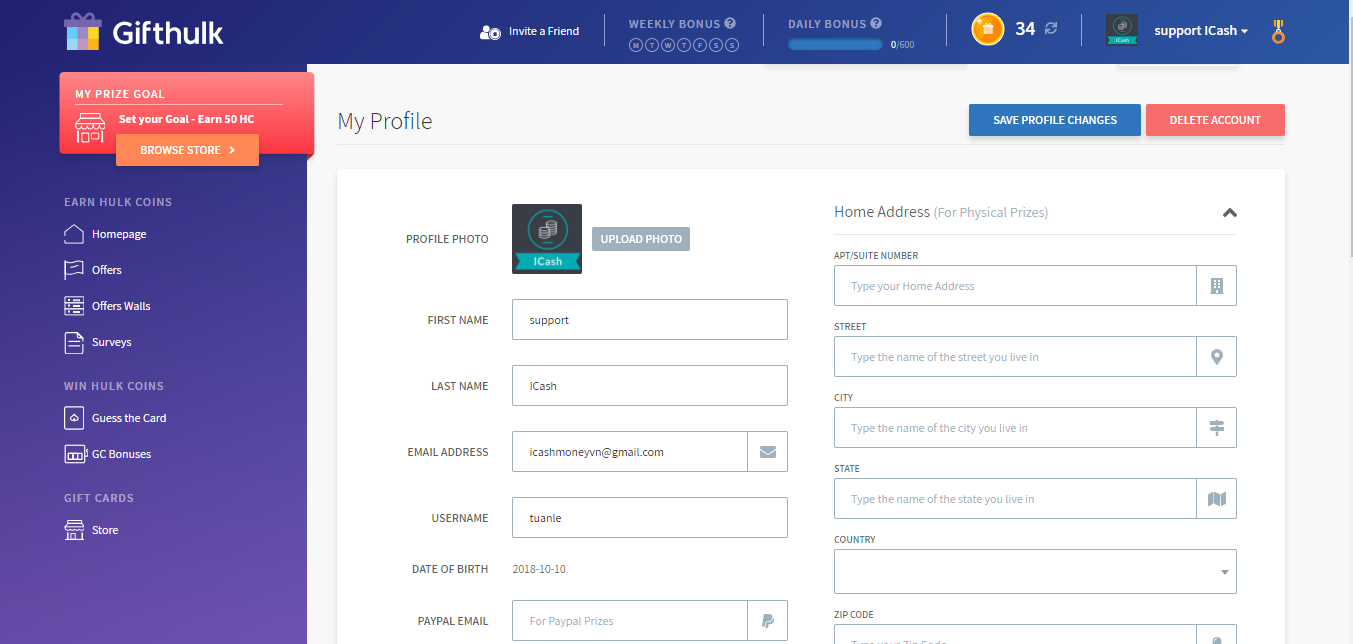 Gifthulk
Invite a Friend
WEEKLY BONUS ?
M T W T F S S
DAILY BONUS ?
0/600
34
ICash
support ICash
MY PRIZE GOAL
Set your Goal - Earn 50 HC
BROWSE STORE
EARN HULK COINS
Homepage
Offers
Offers Walls
Surveys
WIN HULK COINS
Guess the Card
GC Bonuses
GIFT CARDS
Store
My Profile
SAVE PROFILE CHANGES
DELETE ACCOUNT
PROFILE PHOTO
ICash
UPLOAD PHOTO
FIRST NAME
support
LAST NAME
ICash
EMAIL ADDRESS
icashmoneyvn@gmail.com
USERNAME
tuanle
DATE OF BIRTH
2018-10-10
PAYPAL EMAIL
For Paypal Prizes
Home Address (For Physical Prizes)
APT/SUITE NUMBER
Type your Home Address
STREET
Type the name of the street you live in
CITY
Type the name of the city you live in
STATE
Type the name of the state you live in
COUNTRY
ZIP CODE
Type your Zip Code